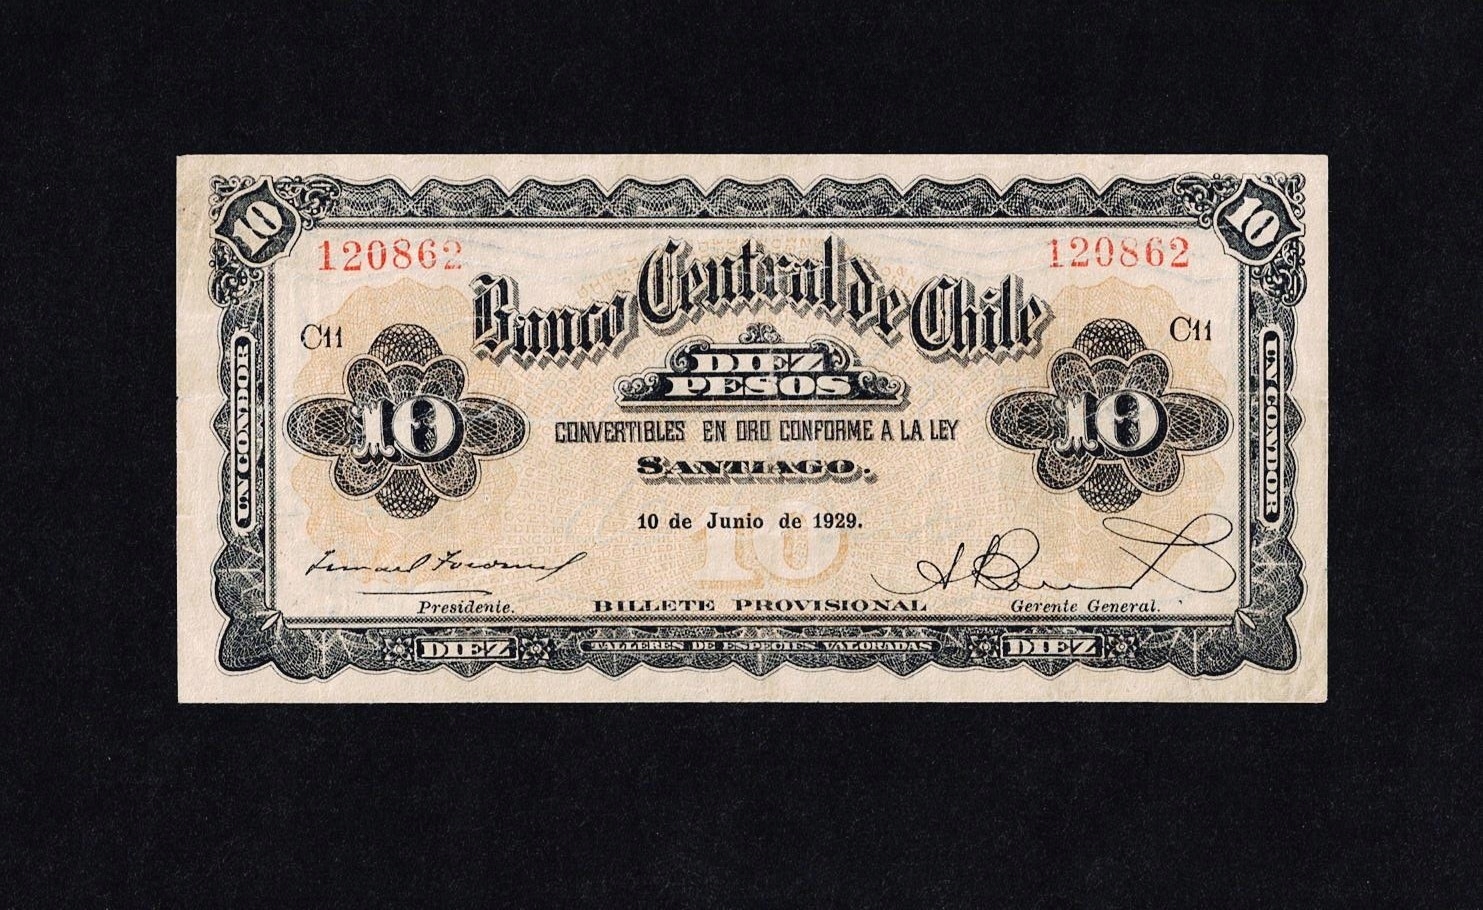 10 10
120862 120862
Banco Central de Chile
C11 C11
DIEZ
PESOS
10 10
UN CONDOR UN CONDOR
CONVERTIBLES EN ORO CONFORME A LA LEY
SANTIAGO.
10 de Junio de 1929.
10
Presidente. BILLETE PROVISIONAL Gerente General.
DIEZ TALLERES DE ESPECIES VALORADAS DIEZ